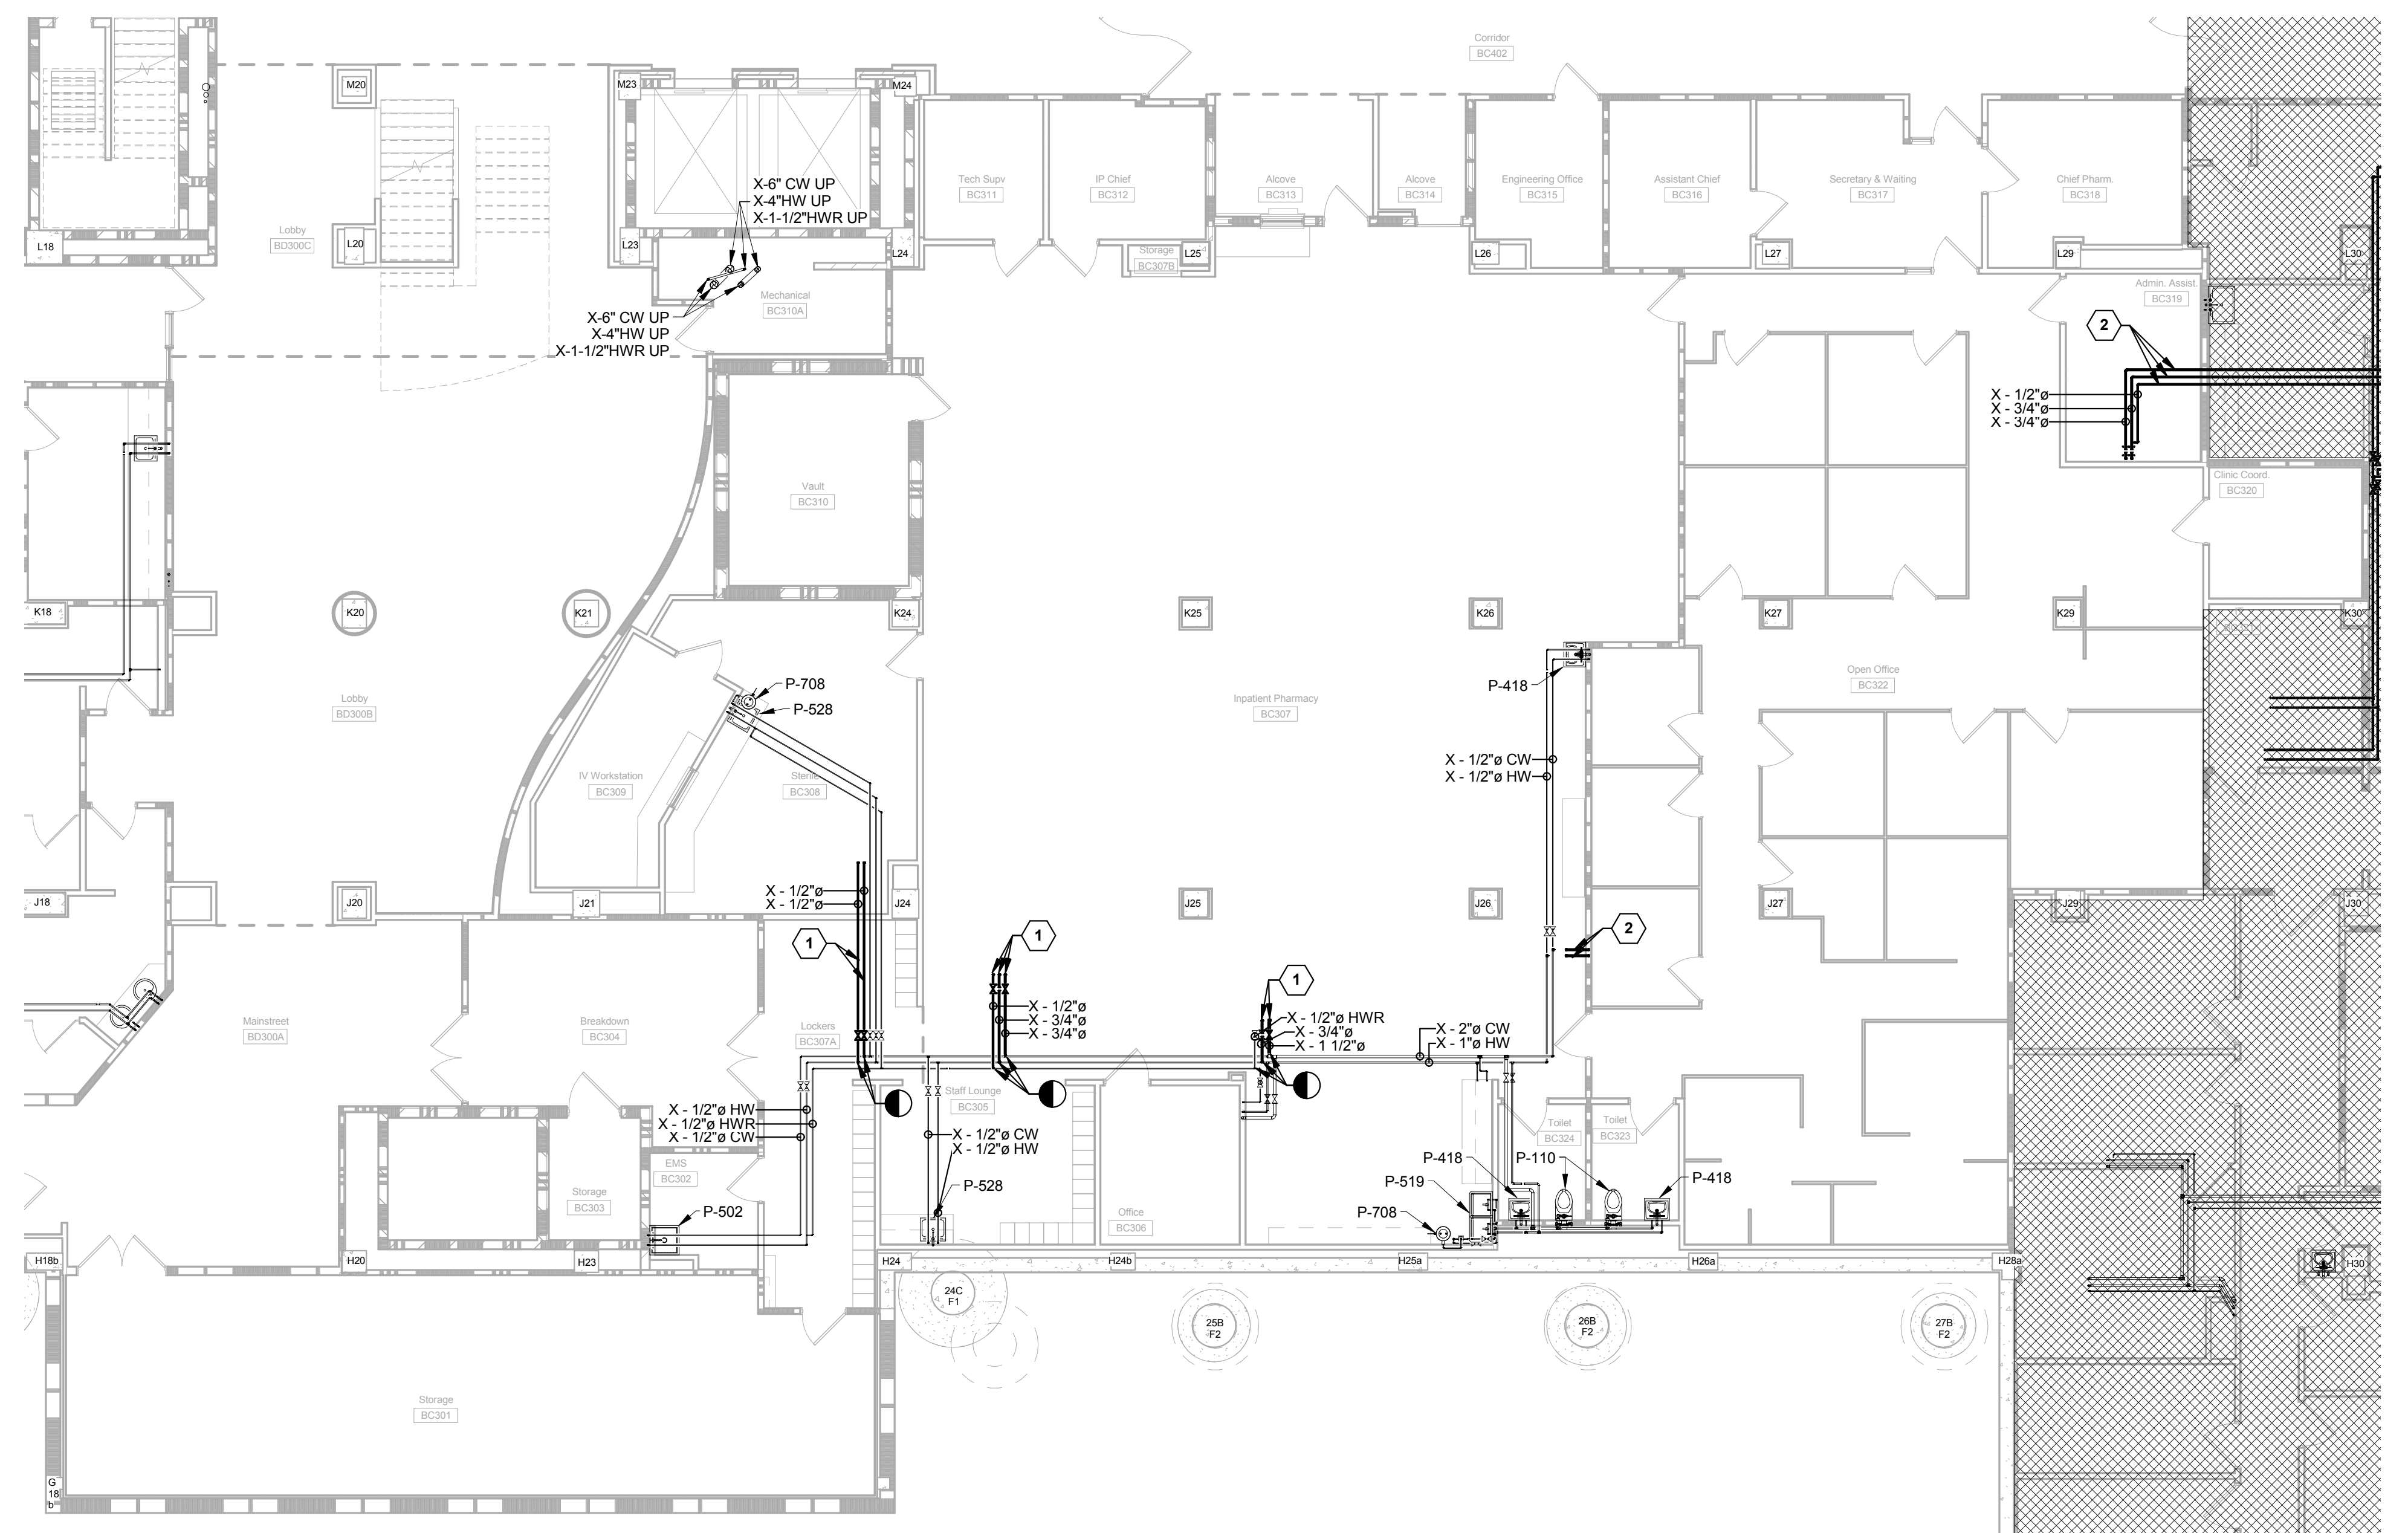 Corridor
BC402
M20
M23
M24
X-6" CW UP
X-4"HW UP
X-1-1/2"HWR UP
Tech Supv
BC311
IP Chief
BC312
Alcove
BC313
Alcove
BC314
Engineering Office
BC315
Assistant Chief
BC316
Secretary & Waiting
BC317
Chief Pharm.
BC318
L18
Lobby
BD300C
L20
L23
L24
Storage
BC307B
L25
L26
L27
L29
L30
Mechanical
BC310A
X-6" CW UP
X-4"HW UP
X-1-1/2"HWR UP
Admin. Assist.
BC319
2
X - 1/2"ø
X - 3/4"ø
X - 3/4"ø
Vault
BC310
Clinic Coord.
BC320
K18
K20
K21
K24
K25
K26
K27
K29
K30
P-708
P-528
P-418
Lobby
BD300B
Inpatient Pharmacy
BC307
Open Office
BC322
IV Workstation
BC309
Sterile
BC308
X - 1/2"ø CW
X - 1/2"ø HW
X - 1/2"ø
X - 1/2"ø
J18
J20
J21
J24
J25
J26
J27
J29
J30
1
1
1
2
Mainstreet
BD300A
Breakdown
BC304
Lockers
BC307A
X - 1/2"ø
X - 3/4"ø
X - 3/4"ø
X - 1/2"ø HWR
X - 3/4"ø
X - 1 1/2"ø
X - 2"ø CW
X - 1"ø HW
Staff Lounge
BC305
X - 1/2"ø HW
X - 1/2"ø HWR
X - 1/2"ø CW
X - 1/2"ø CW
X - 1/2"ø HW
Toilet
BC324
Toilet
BC323
EMS
BC302
Storage
BC303
P-502
P-528
Office
BC306
P-418
P-110
P-519
P-418
P-708
H18b
H20
H23
H24
H24b
H25a
H26a
H28a
H30
24C
F1
25B
F2
26B
F2
27B
F2
Storage
BC301
G
18
b